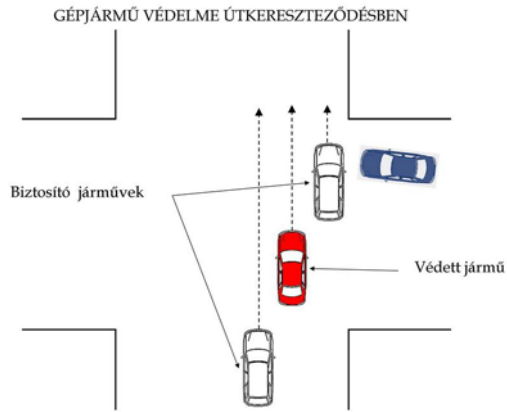 GÉPJÁRMŰ VÉDELME ÚTKERESZTEZŐDÉSBEN
Biztosító járművek
Védett jármű